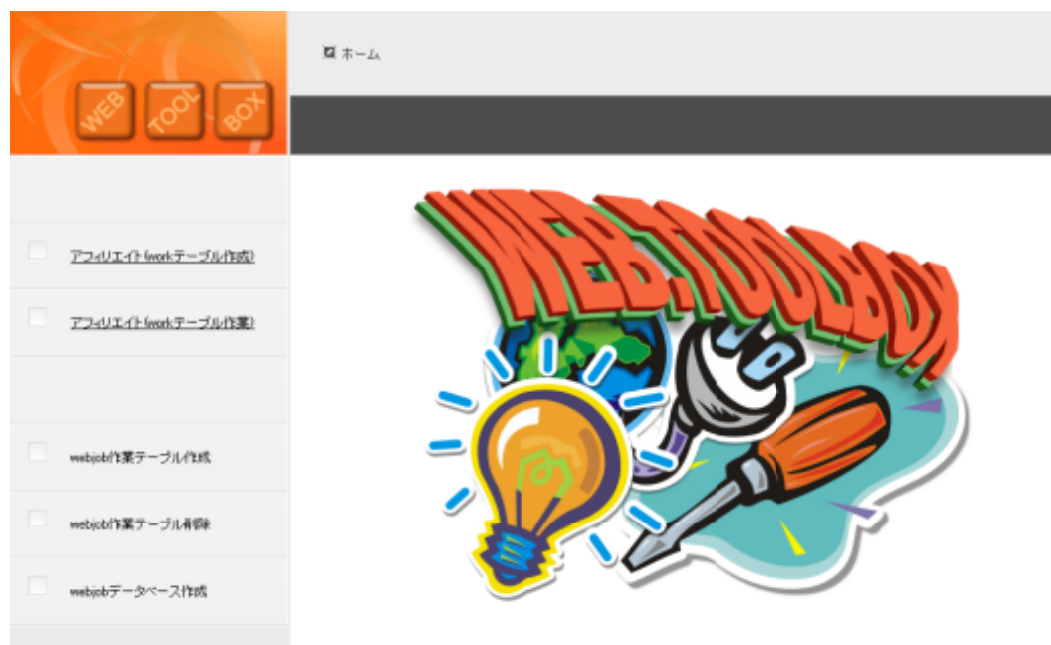 WEB TOOL BOX
ホーム
WEB.TOOLBOX
アフィリエイト(workテーブル作成)
アフィリエイト(workテーブル作業)
webjob作業テーブル作成
webjob作業テーブル削除
webjobデータベース作成